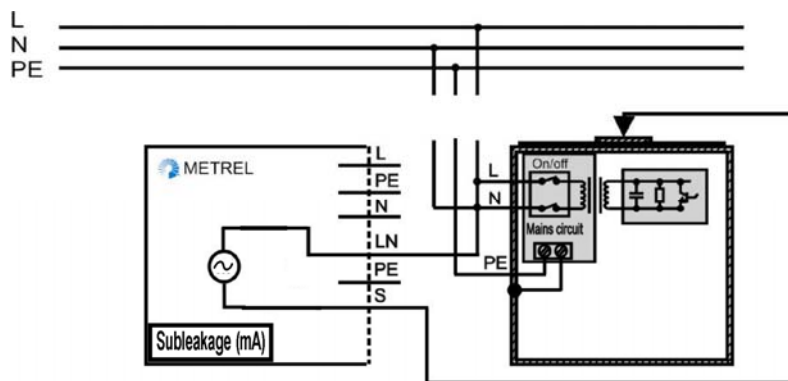 L
N
PE
METREL
L
PE
N
LN
PE
S
Subleakage (mA)
On/off
L
N
Mains circuit
PE